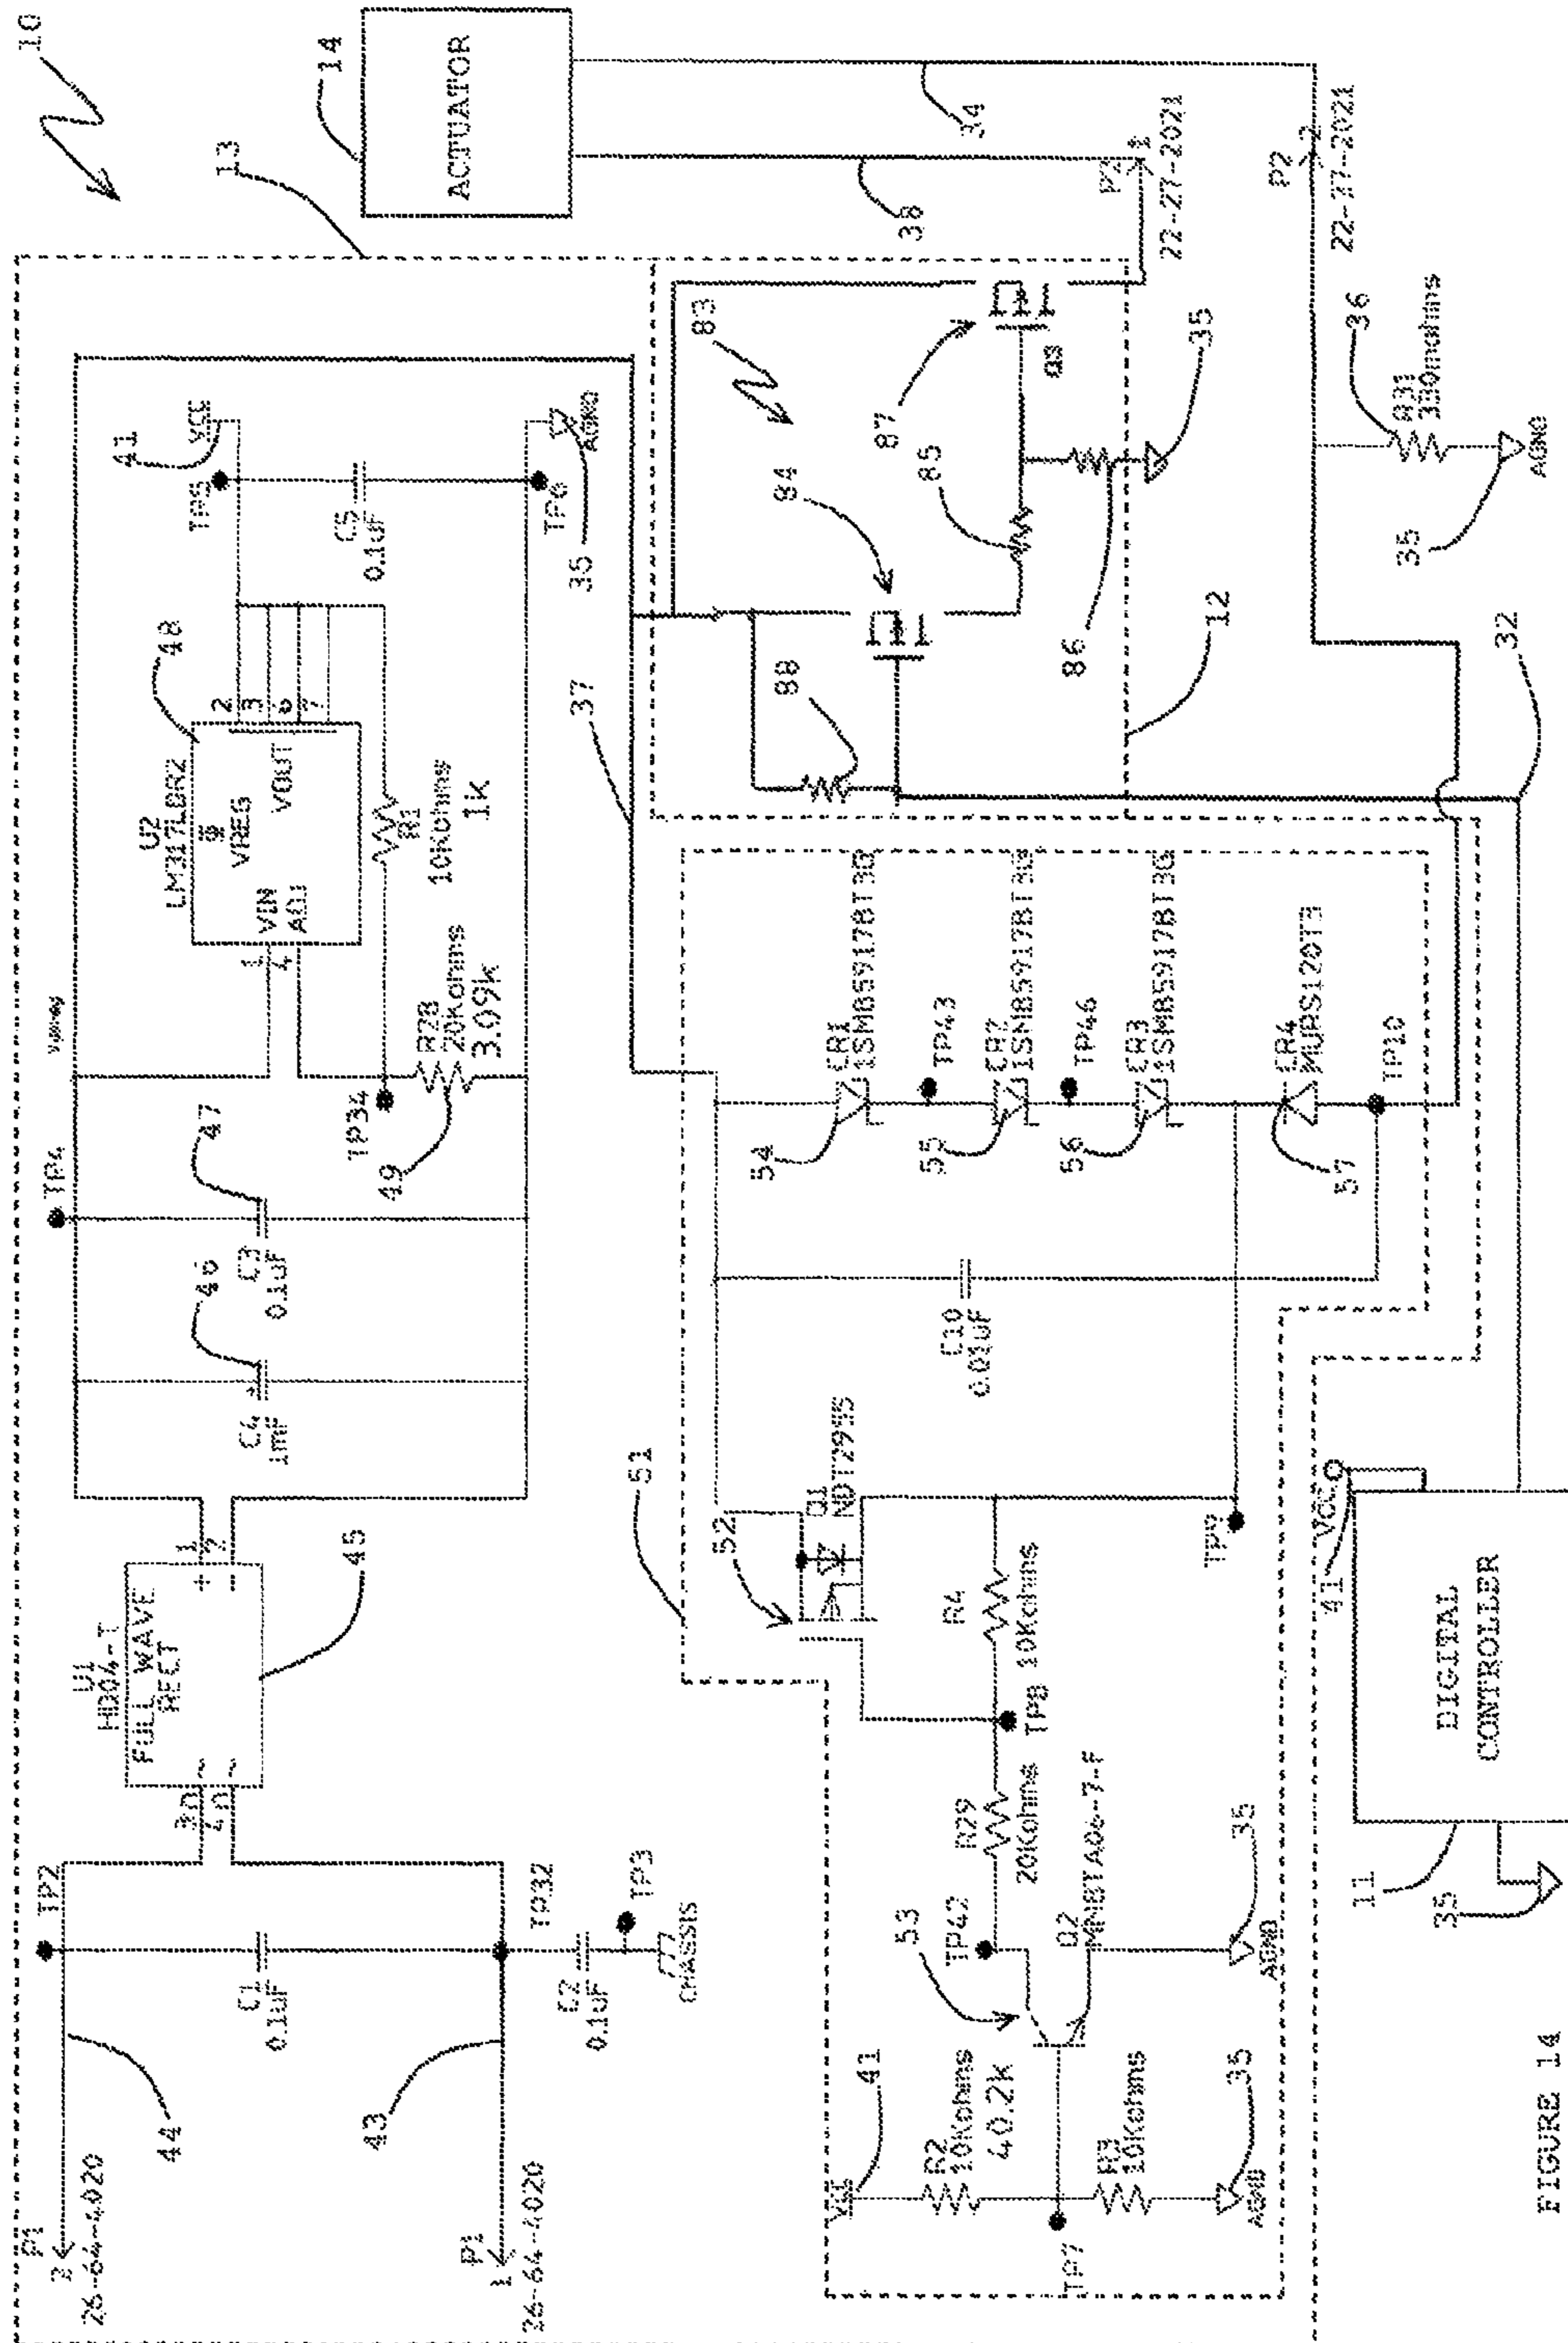 10
P1
2
26-64-4020
44
43
P1
1
26-64-4020
TP2
C1
0.1uF
TP32
C2
0.1uF
TP3
CHASSIS
3
4
U1
HD04-T
FULL WAVE
RECT
~
~
+
-
1
2
45
C4
1mF
46
C3
0.1uF
47
TP4
TP34
49
R28
20Kohms
3.09k
1
4
U2
LM317LBRZ
VREG
VIN
ADJ
VOUT
48
2
3
6
7
R1
10Kohms
1k
TP5
41
VCC
C5
0.1uF
TP6
35
AGND
13
14
ACTUATOR
34
38
P2
1
22-27-2021
P2
2
22-27-2021
36
R31
330mohms
35
AGND
83
87
84
85
86
88
35
12
37
32
51
52
Q1
NDT2955
C10
0.01uF
54
55
56
57
CR1
1SMB5917BT3G
TP43
CR2
1SMB5917BT3G
TP46
CR3
1SMB5917BT3G
CR4
MURS120T3
TP10
TP9
R4
10Kohms
TP8
R29
20Kohms
TP42
53
Q2
MMBTA06-7-F
35
AGND
41
VCC
R2
10Kohms
40.2k
R3
10Kohms
TP7
35
AGND
41
VCC
DIGITAL
CONTROLLER
11
35
FIGURE 14